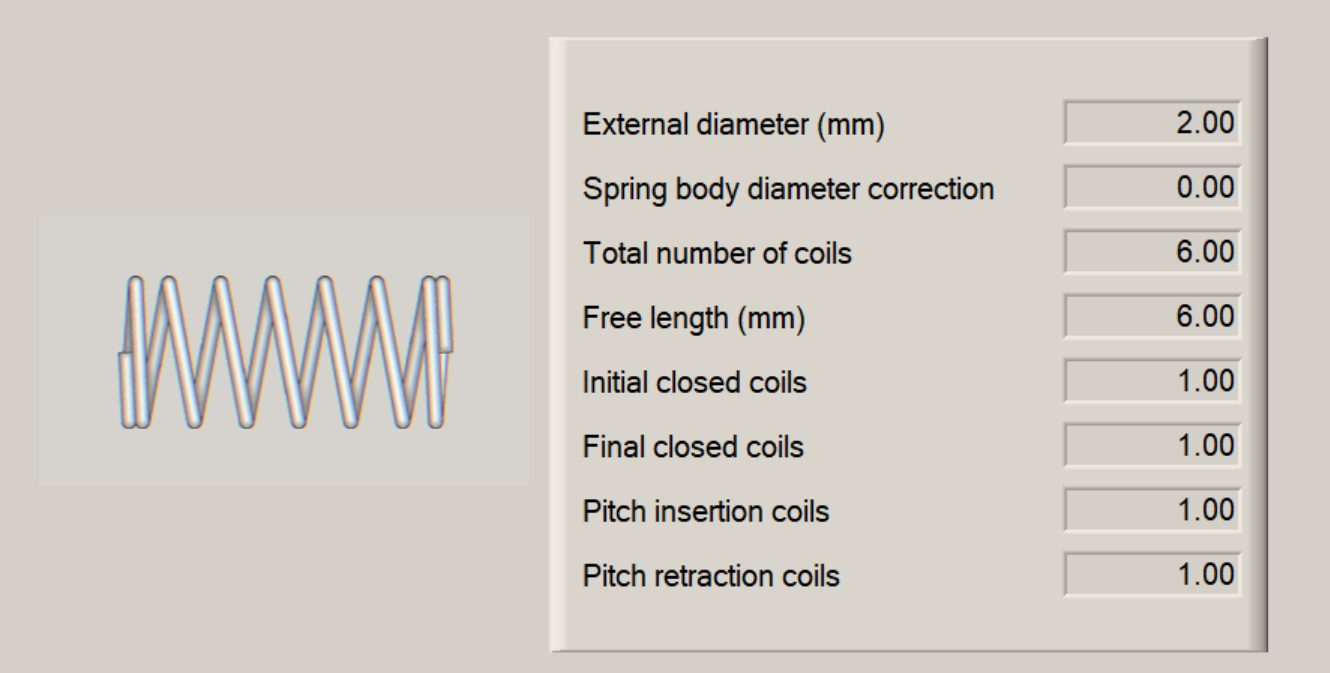 External diameter (mm) 2.00
Spring body diameter correction 0.00
Total number of coils 6.00
Free length (mm) 6.00
Initial closed coils 1.00
Final closed coils 1.00
Pitch insertion coils 1.00
Pitch retraction coils 1.00